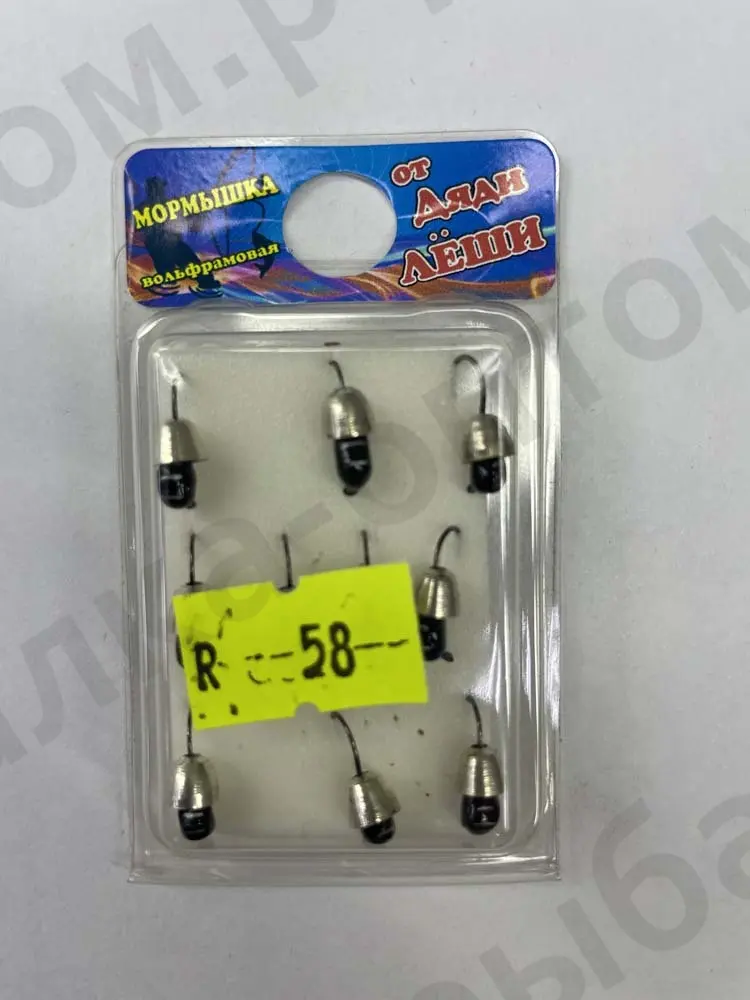 МОРМЫШКА
вольфрамовая
от
Дяди
ЛЁШИ
R ---58--